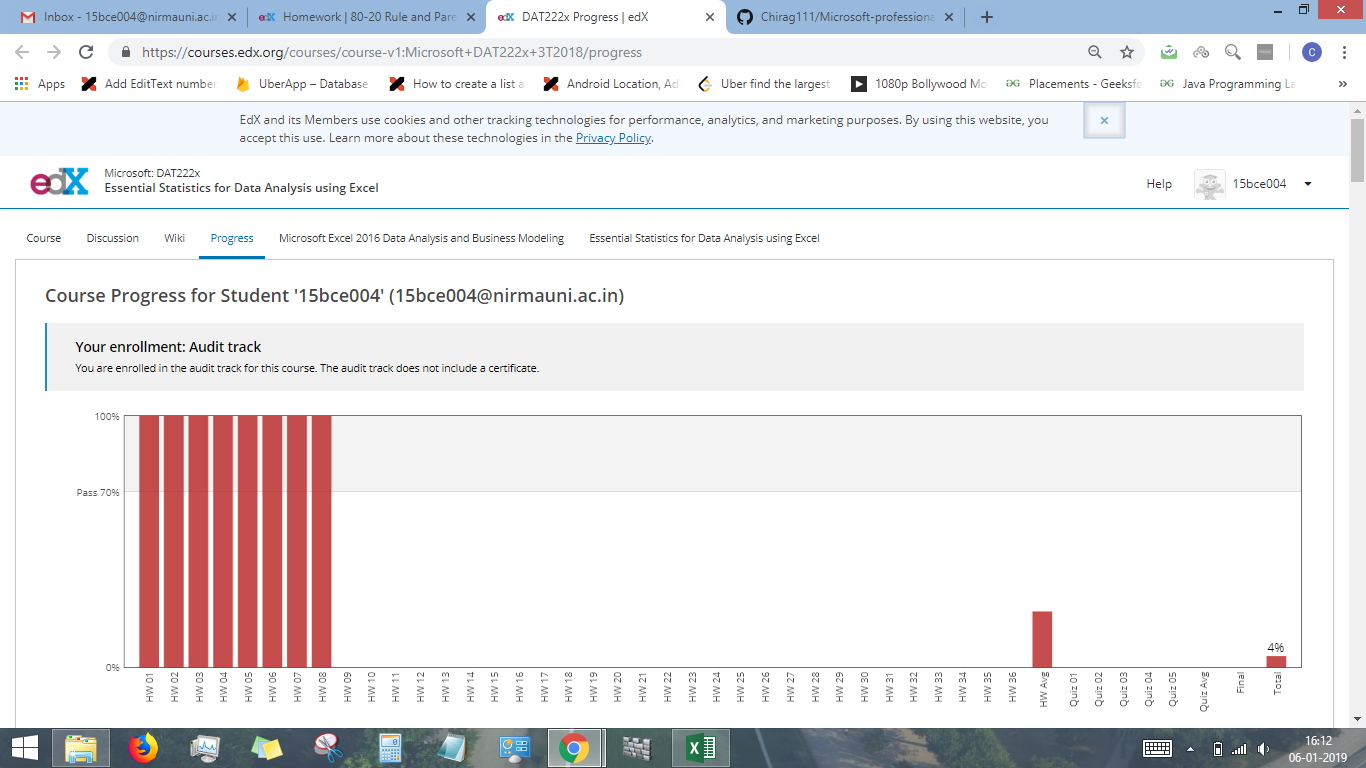 Inbox - 15bce004@nirmauni.ac.in
Homework | 80-20 Rule and Pare
DAT222x Progress | edX
Chirag111/Microsoft-professiona
https://courses.edx.org/courses/course-v1:Microsoft+DAT222x+3T2018/progress
C
Apps
Add EditText number
UberApp – Database
How to create a list a
Android Location, Ad
Uber find the largest
1080p Bollywood Mo
Placements - Geeksfo
Java Programming La
EdX and its Members use cookies and other tracking technologies for performance, analytics, and marketing purposes. By using this website, you
accept this use. Learn more about these technologies in the Privacy Policy.
edX
Microsoft: DAT222x
Essential Statistics for Data Analysis using Excel
Help
15bce004
Course
Discussion
Wiki
Progress
Microsoft Excel 2016 Data Analysis and Business Modeling
Essential Statistics for Data Analysis using Excel
Course Progress for Student '15bce004' (15bce004@nirmauni.ac.in)
Your enrollment: Audit track
You are enrolled in the audit track for this course. The audit track does not include a certificate.
100%
Pass 70%
0%
4%
HW 01
HW 02
HW 03
HW 04
HW 05
HW 06
HW 07
HW 08
HW 09
HW 10
HW 11
HW 12
HW 13
HW 14
HW 15
HW 16
HW 17
HW 18
HW 19
HW 20
HW 21
HW 22
HW 23
HW 24
HW 25
HW 26
HW 27
HW 28
HW 29
HW 30
HW 31
HW 32
HW 33
HW 34
HW 35
HW 36
HW Avg
Quiz 01
Quiz 02
Quiz 03
Quiz 04
Quiz 05
Quiz Avg
Final
Total
16:12
06-01-2019